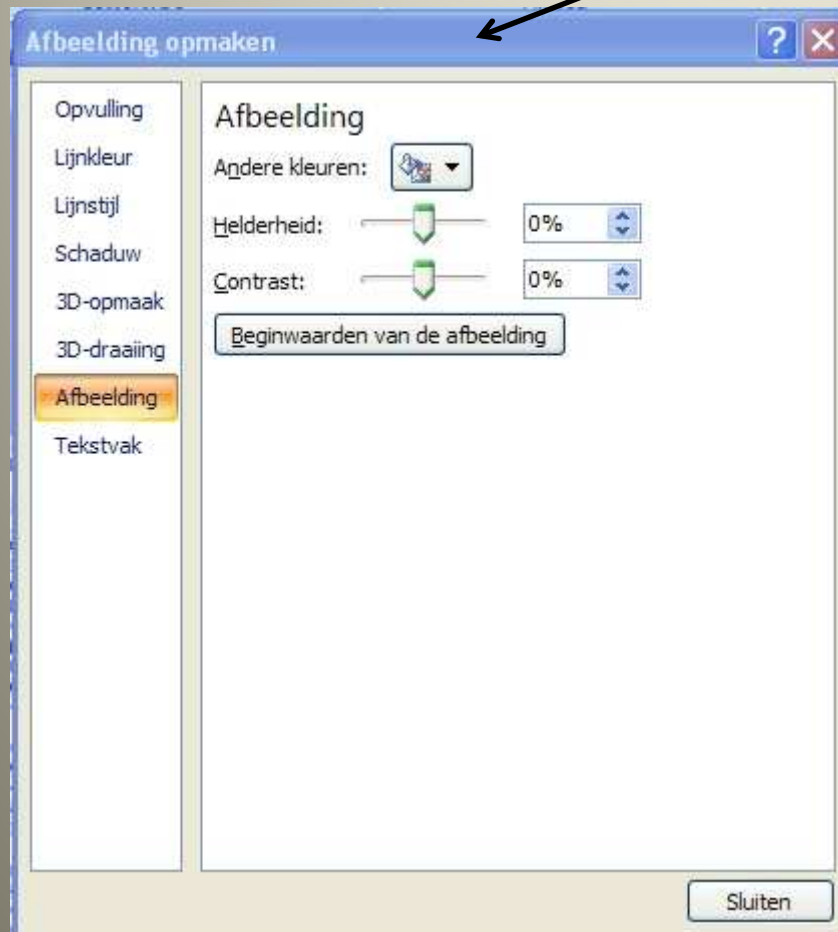 Afbeelding opmaken
Opvulling
Lijnkleur
Lijnstijl
Schaduw
3D-opmaak
3D-draaiing
Afbeelding
Tekstvak
Afbeelding
Andere kleuren:
Helderheid: 0%
Contrast: 0%
Beginwaarden van de afbeelding
Sluiten